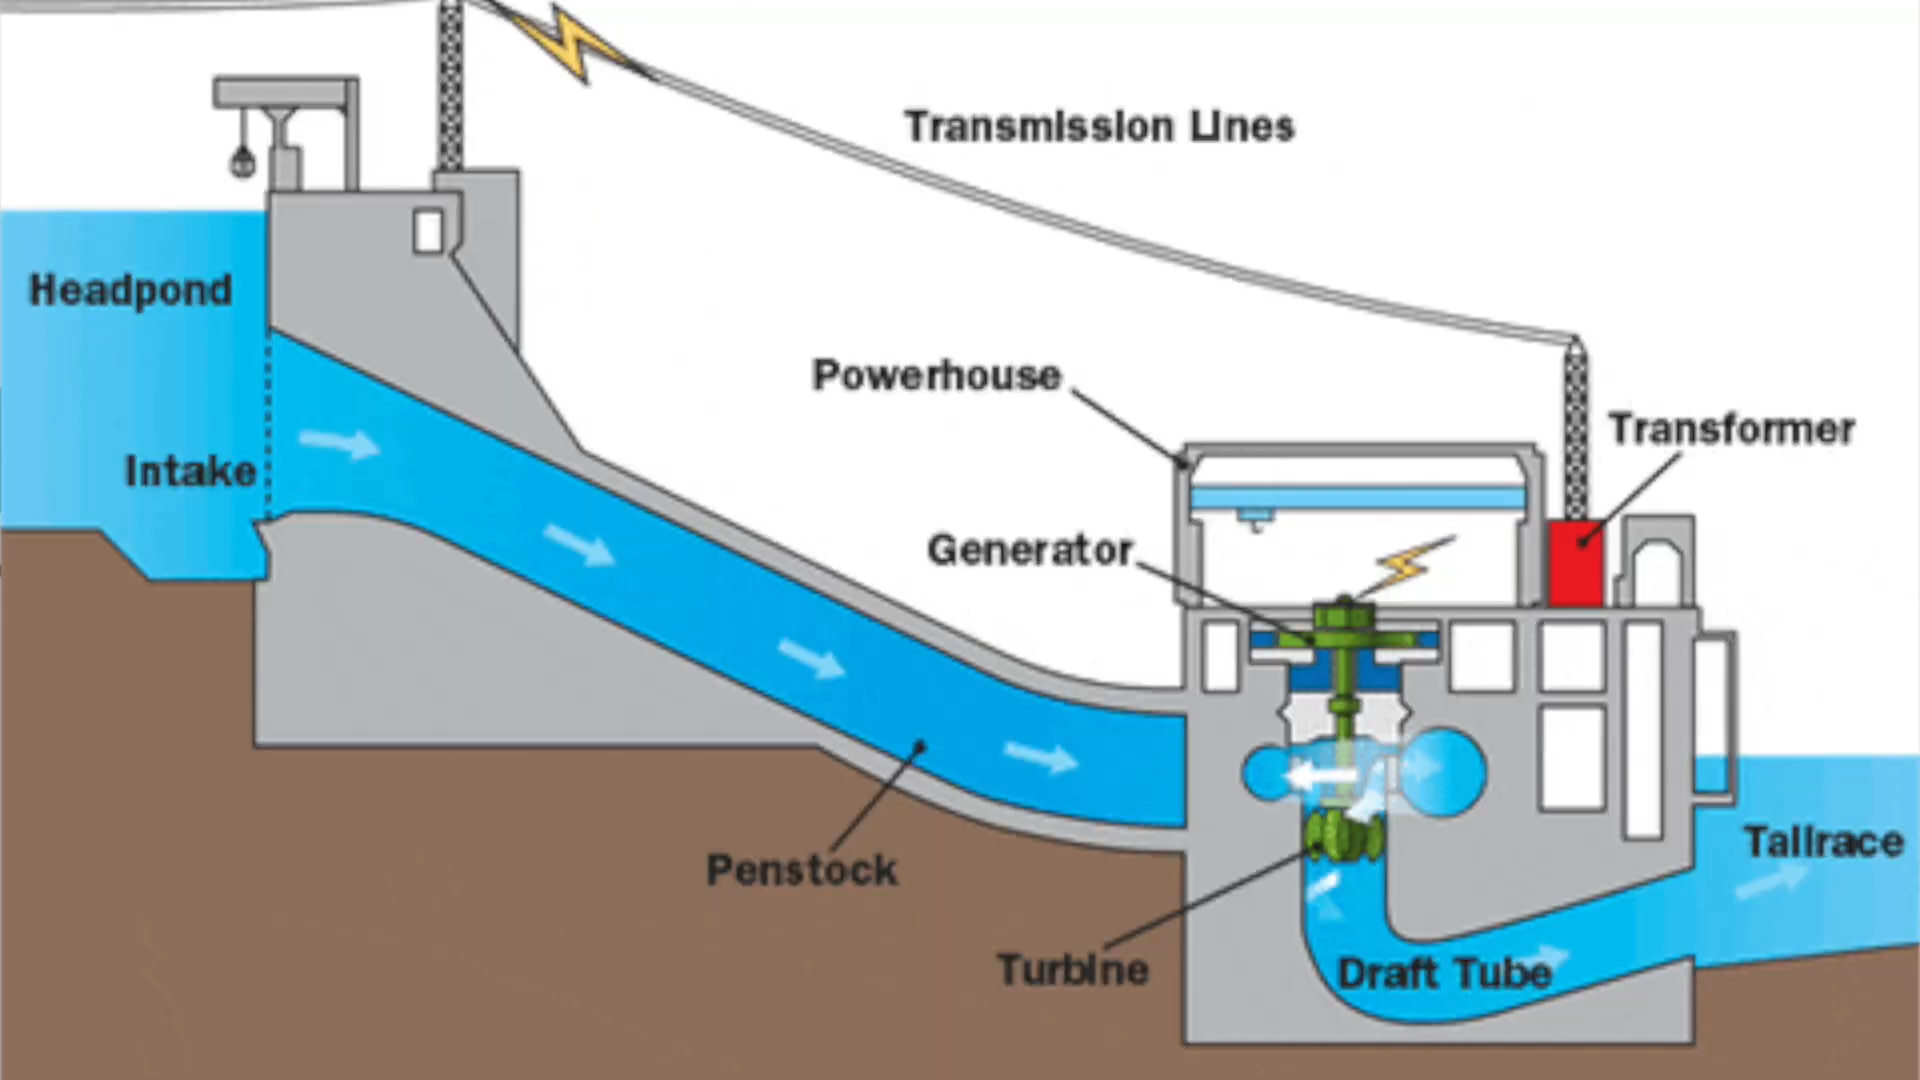 Transmission Lines
Headpond
Powerhouse
Transformer
Intake
Generator
Penstock
Tailrace
Turbine
Draft Tube